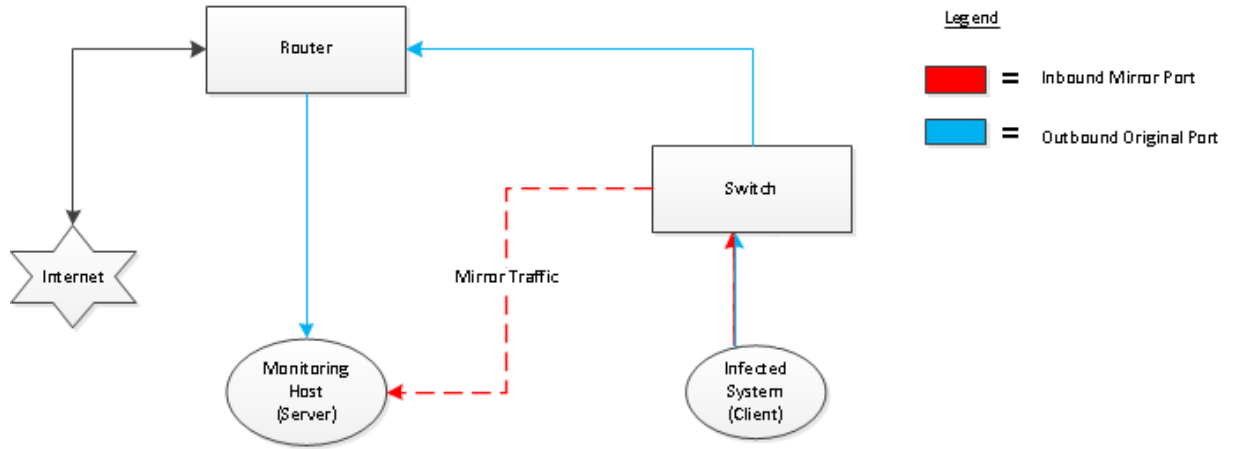 Legend
Router
= Inbound Mirror Port
= Outbound Original Port
Switch
Internet
Mirror Traffic
Monitoring
Host
(Server)
Infected
System
(Client)